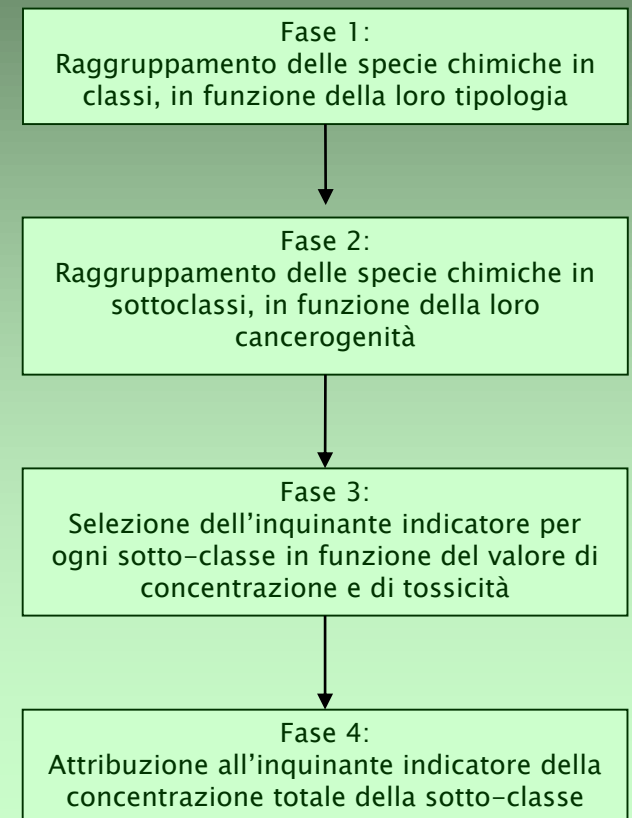 Fase 1:
Raggruppamento delle specie chimiche in
classi, in funzione della loro tipologia
Fase 2:
Raggruppamento delle specie chimiche in
sottoclassi, in funzione della loro
cancerogenità
Fase 3:
Selezione dell’inquinante indicatore per
ogni sotto-classe in funzione del valore di
concentrazione e di tossicità
Fase 4:
Attribuzione all’inquinante indicatore della
concentrazione totale della sotto-classe